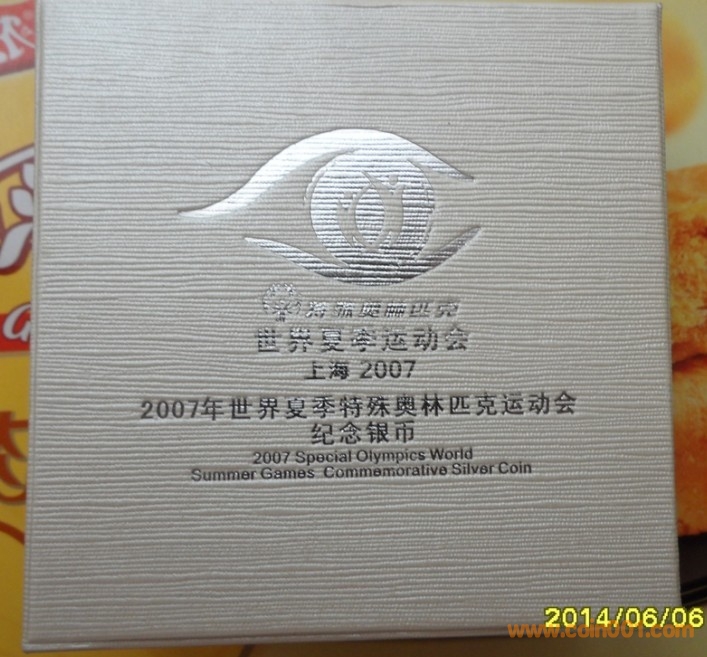 特殊奥林匹克
世界夏季运动会
上海 2007
2007年世界夏季特殊奥林匹克运动会
纪念银币
2007 Special Olympics World
Summer Games Commemorative Silver Coin
2014/06/06
www.coin001.com